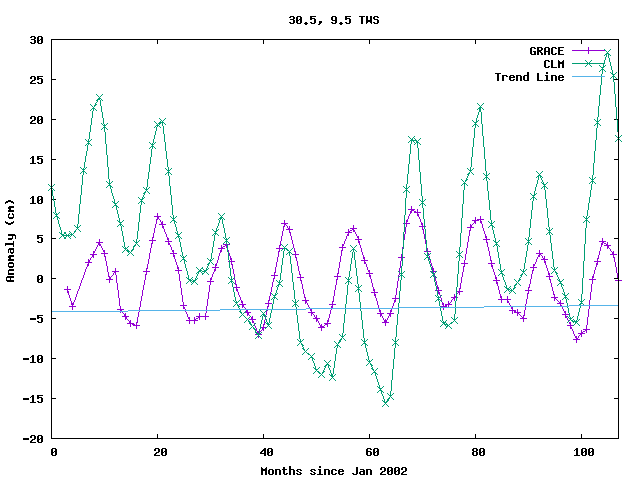 30.5, 9.5 TWS
GRACE
CLM
Trend Line
30
25
20
15
10
5
0
-5
-10
-15
-20
Anomaly (cm)
0 20 40 60 80 100
Months since Jan 2002